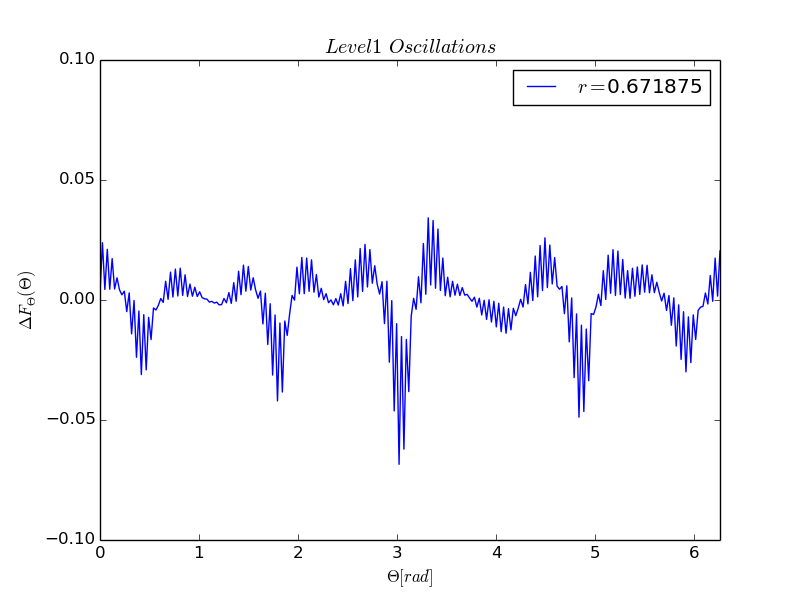 Level1 Oscillations
r=0.671875
0.10
0.05
0.00
−0.05
−0.10
ΔF_Θ(Θ)
0 1 2 3 4 5 6
Θ[rad]